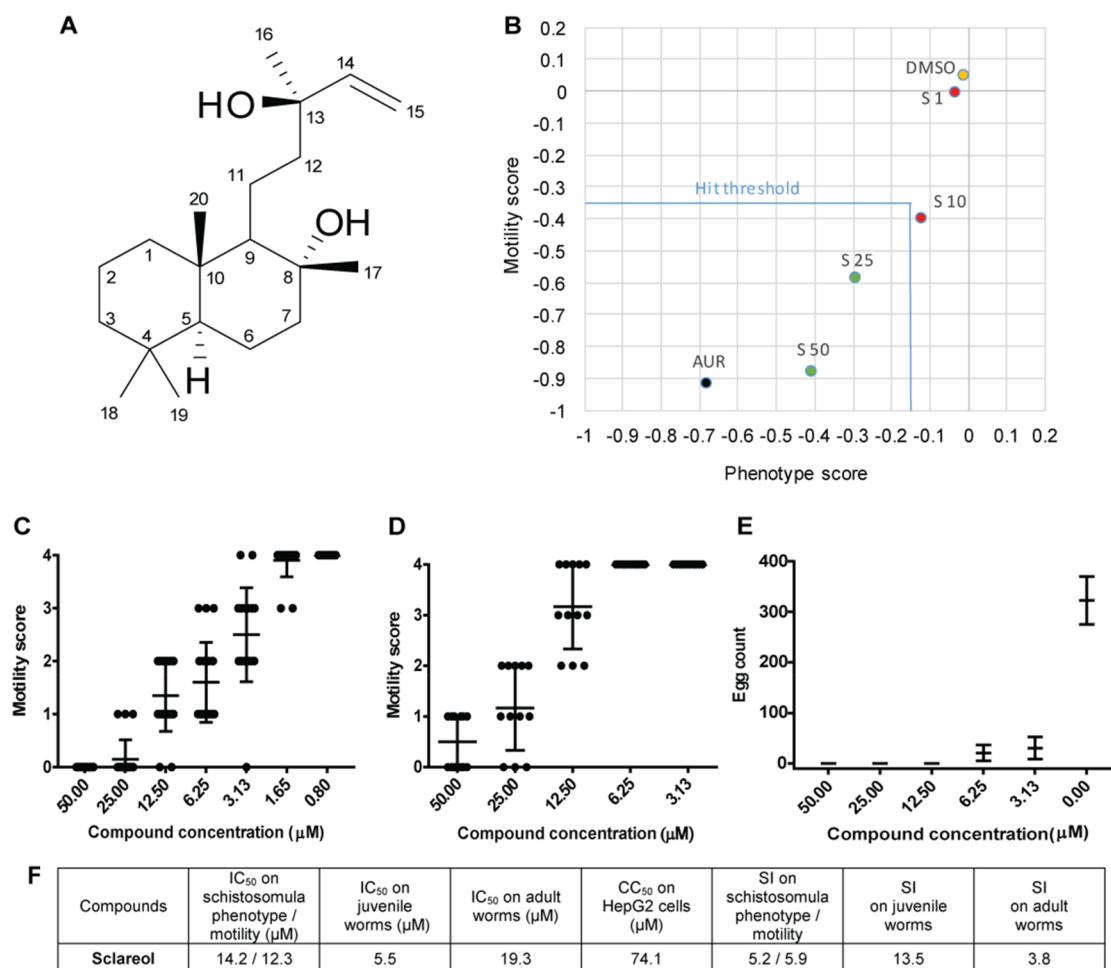 A
16
14
HO
13
15
12
11
20
OH
1
9
2
10
8
17
3
5
7
4
6
H
18
19
B
0.2
0.1
0
-0.1
-0.2
-0.3
-0.4
-0.5
-0.6
-0.7
-0.8
-0.9
-1
Motility score
DMSO
S 1
Hit threshold
S 10
S 25
S 50
AUR
-1 -0.9 -0.8 -0.7 -0.6 -0.5 -0.4 -0.3 -0.2 -0.1 0 0.1 0.2
Phenotype score
C
4
3
2
1
0
Motility score
50.00 25.00 12.50 6.25 3.13 1.65 0.80
Compound concentration (µM)
D
4
3
2
1
0
Motility score
50.00 25.00 12.50 6.25 3.13
Compound concentration (µM)
E
400
300
200
100
0
Egg count
50.00 25.00 12.50 6.25 3.13 0.00
Compound concentration(µM)
F
Compounds
IC50 on
schistosomula
phenotype /
motility (µM)
IC50 on
juvenile
worms (µM)
IC50 on adult
worms (µM)
CC50 on
HepG2 cells
(µM)
SI on
schistosomula
phenotype /
motility
SI
on juvenile
worms
SI
on adult
worms
Sclareol 14.2 / 12.3 5.5 19.3 74.1 5.2 / 5.9 13.5 3.8